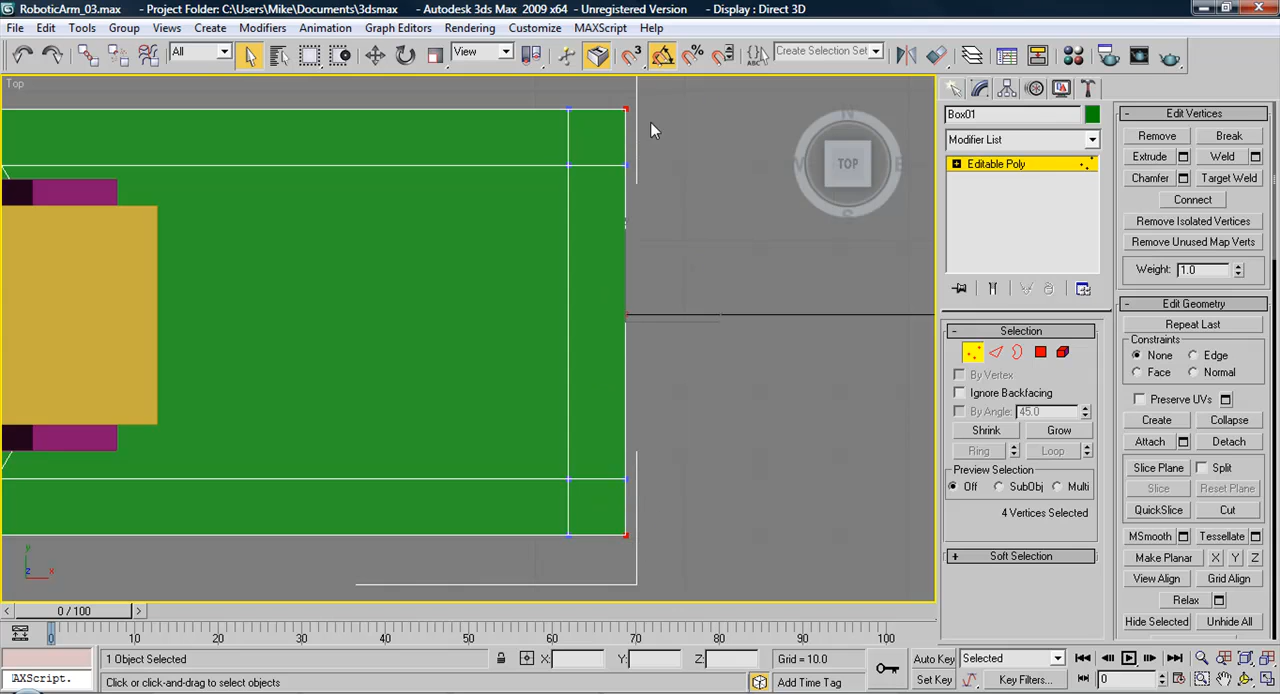 RoboticArm_03.max - Project Folder: C:\Users\Mike\Documents\3dsmax - Autodesk 3ds Max 2009 x64 - Unregistered Version - Display : Direct 3D
File Edit Tools Group Views Create Modifiers Animation Graph Editors Rendering Customize MAXScript Help
All View 3 Create Selection Set
Top
N
TOP
E
S
Box01
Modifier List
Editable Poly
- Selection
By Vertex
Ignore Backfacing
By Angle: 45.0
Shrink Grow
Ring Loop
Preview Selection
Off SubObj Multi
4 Vertices Selected
+ Soft Selection
- Edit Vertices
Remove Break
Extrude Weld
Chamfer Target Weld
Connect
Remove Isolated Vertices
Remove Unused Map Verts
Weight: 1.0
- Edit Geometry
Repeat Last
Constraints
None Edge
Face Normal
Preserve UVs
Create Collapse
Attach Detach
Slice Plane Split
Slice Reset Plane
QuickSlice Cut
MSmooth Tessellate
Make Planar X Y Z
View Align Grid Align
Relax
Hide Selected Unhide All
y
z x
< 0 / 100 >
0 10 20 30 40 50 60 70 80 90 100
1 Object Selected X: Y: Z: Grid = 10.0 Auto Key Selected
AXScript. Click or click-and-drag to select objects Add Time Tag Set Key Key Filters... 0